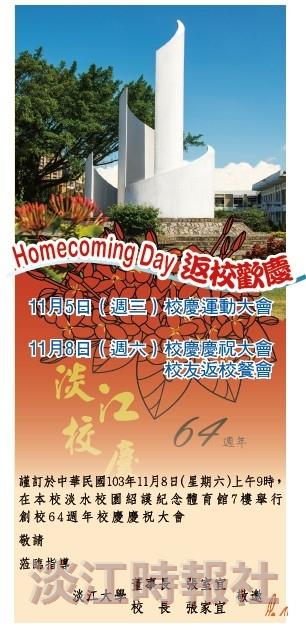 Homecoming Day 返校歡慶
11月5日（週三）校慶運動大會
11月8日（週六）校慶慶祝大會
校友返校餐會
淡江
校慶
64週年
謹訂於中華民國103年11月8日(星期六)上午9時，
在本校淡水校園紹謨紀念體育館7樓舉行
創校64週年校慶慶祝大會
敬請
蒞臨指導
淡江時報社
淡江大學 董事長 張室宜 敬邀
校長 張家宜